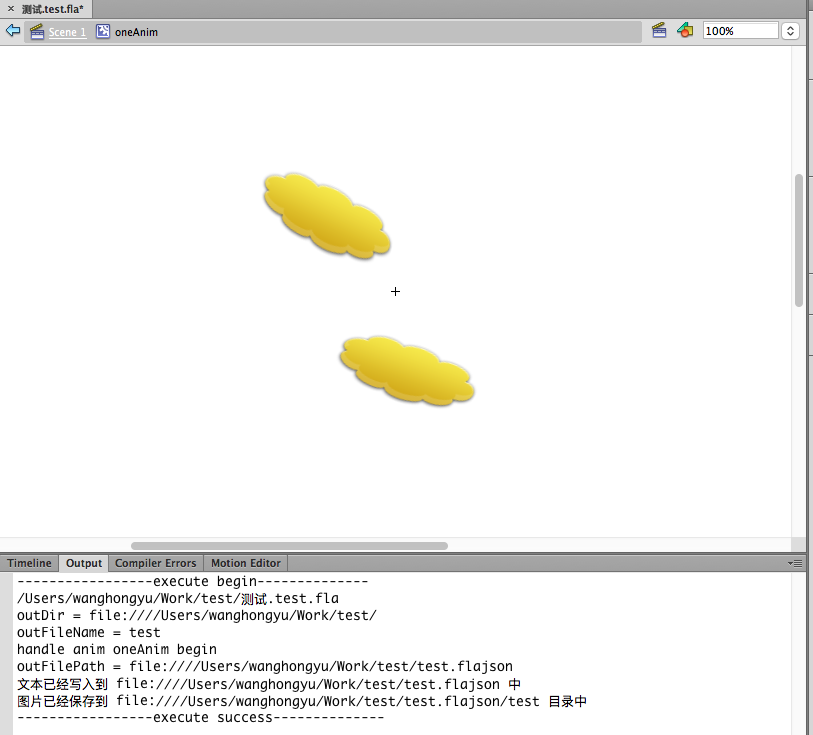 × 测试.test.fla*
Scene 1 oneAnim 100%
Timeline Output Compiler Errors Motion Editor
-----------------execute begin--------------
/Users/wanghongyu/Work/test/测试.test.fla
outDir = file:////Users/wanghongyu/Work/test/
outFileName = test
handle anim oneAnim begin
outFilePath = file:////Users/wanghongyu/Work/test/test.flajson
文本已经写入到 file:////Users/wanghongyu/Work/test/test.flajson 中
图片已经保存到 file:////Users/wanghongyu/Work/test/test.flajson/test 目录中
-----------------execute success--------------